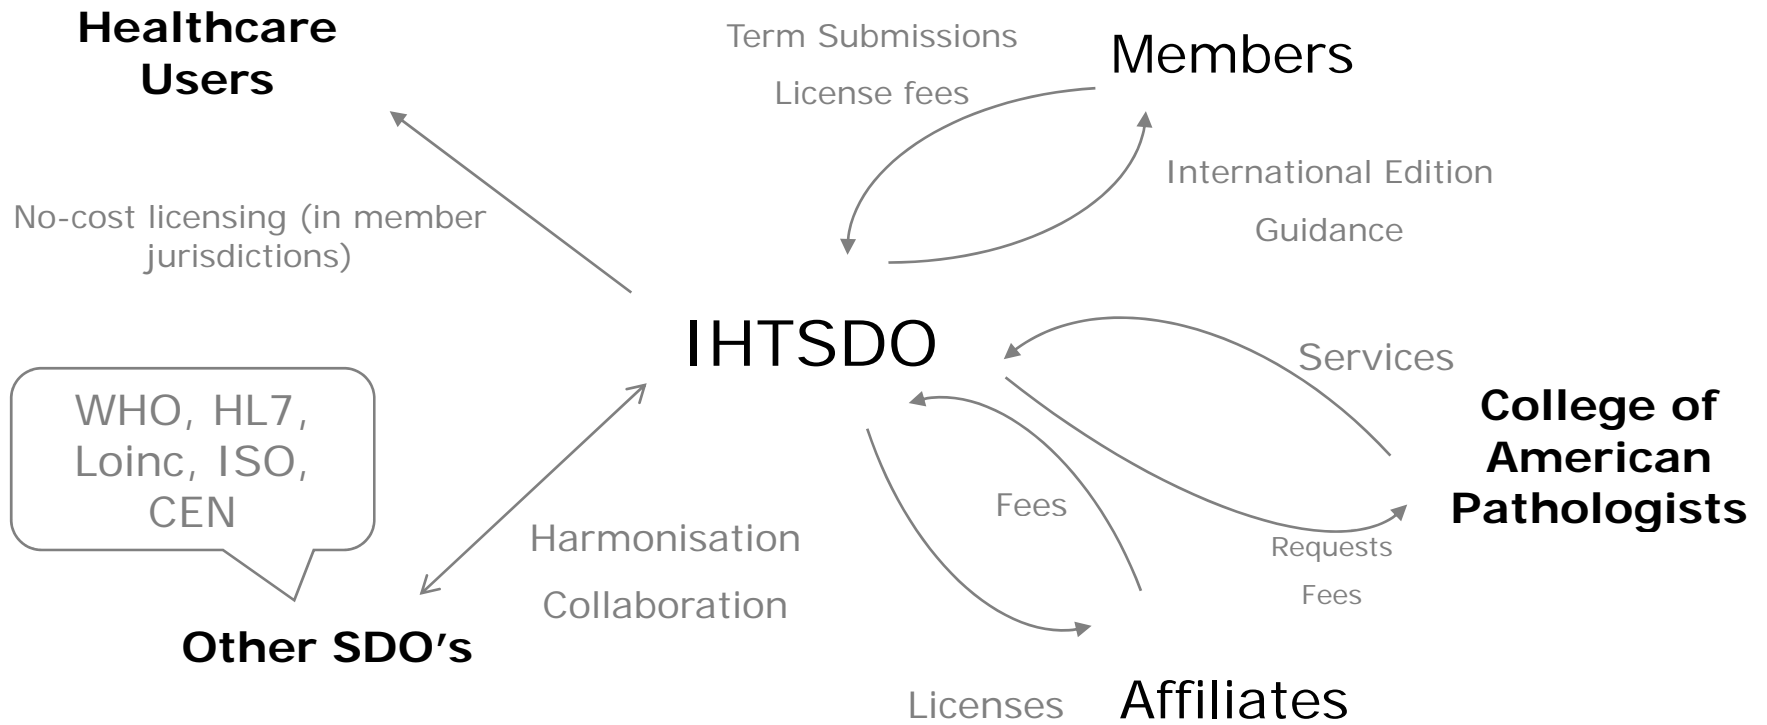 Healthcare
Users
Term Submissions
License fees
Members
International Edition
Guidance
No-cost licensing (in member
jurisdictions)
IHTSDO
Services
College of
American
Pathologists
WHO, HL7,
Loinc, ISO,
CEN
Harmonisation
Collaboration
Fees
Requests
Fees
Other SDO's
Licenses
Affiliates